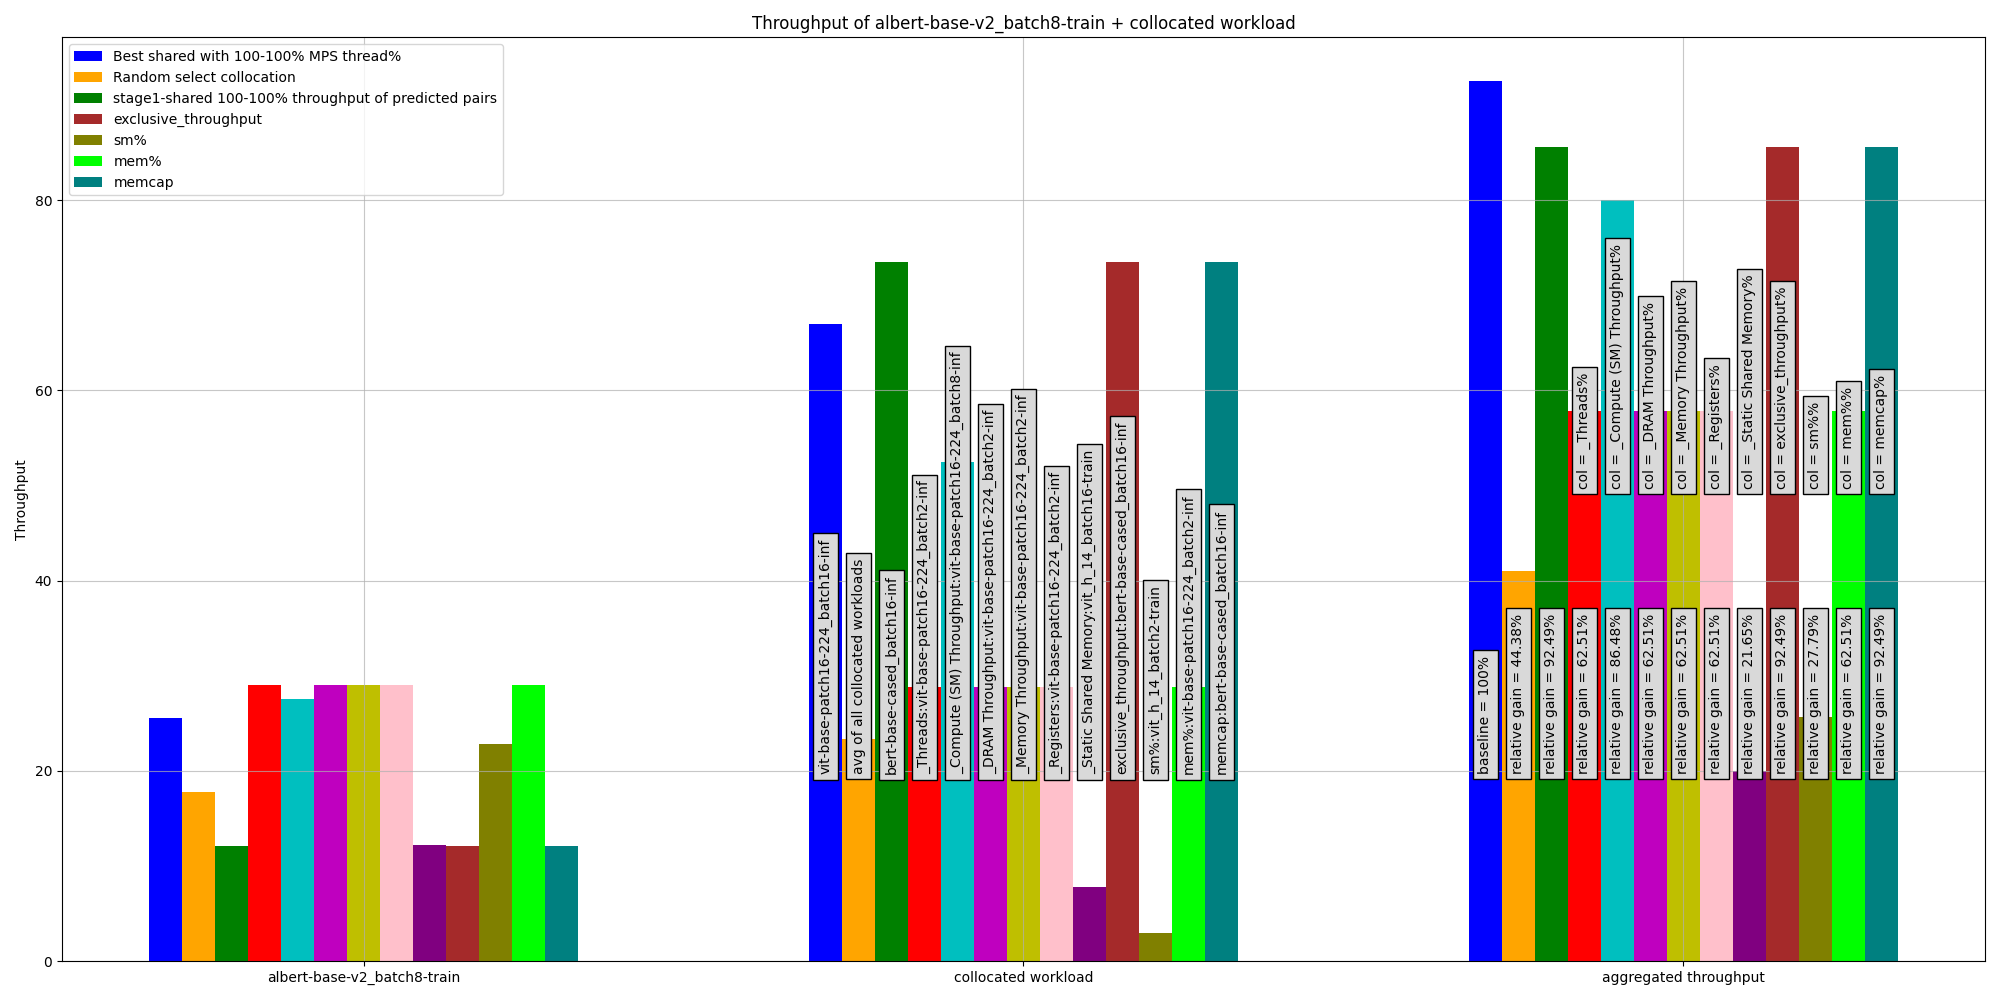 Throughput of albert-base-v2_batch8-train + collocated workload
Best shared with 100-100% MPS thread%
Random select collocation
stage1-shared 100-100% throughput of predicted pairs
exclusive_throughput
sm%
mem%
memcap
Throughput
80
60
40
20
0
vit-base-patch16-224_batch16-inf
avg of all collocated workloads
bert-base-cased_batch16-inf
_Threads:vit-base-patch16-224_batch2-inf
_Compute (SM) Throughput:vit-base-patch16-224_batch8-inf
_DRAM Throughput:vit-base-patch16-224_batch2-inf
_Memory Throughput:vit-base-patch16-224_batch2-inf
_Registers:vit-base-patch16-224_batch2-inf
_Static Shared Memory:vit_h_14_batch16-train
exclusive_throughput:bert-base-cased_batch16-inf
sm%:vit_h_14_batch2-train
mem%:vit-base-patch16-224_batch2-inf
memcap:bert-base-cased_batch16-inf
col = _Threads%
col = _Compute (SM) Throughput%
col = _DRAM Throughput%
col = _Memory Throughput%
col = _Registers%
col = _Static Shared Memory%
col = exclusive_throughput%
col = sm%%
col = mem%%
col = memcap%
baseline = 100%
relative gain = 44.38%
relative gain = 92.49%
relative gain = 62.51%
relative gain = 86.48%
relative gain = 62.51%
relative gain = 62.51%
relative gain = 62.51%
relative gain = 21.65%
relative gain = 92.49%
relative gain = 27.79%
relative gain = 62.51%
relative gain = 92.49%
albert-base-v2_batch8-train
collocated workload
aggregated throughput